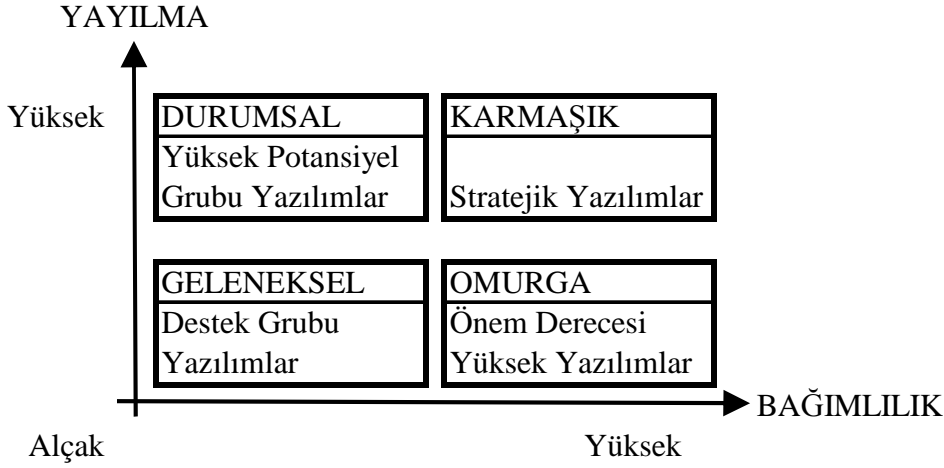 YAYILMA
Yüksek
DURUMSAL
Yüksek Potansiyel
Grubu Yazılımlar
KARMAŞIK
Stratejik Yazılımlar
GELENEKSEL
Destek Grubu
Yazılımlar
OMURGA
Önem Derecesi
Yüksek Yazılımlar
BAĞIMLILIK
Alçak
Yüksek